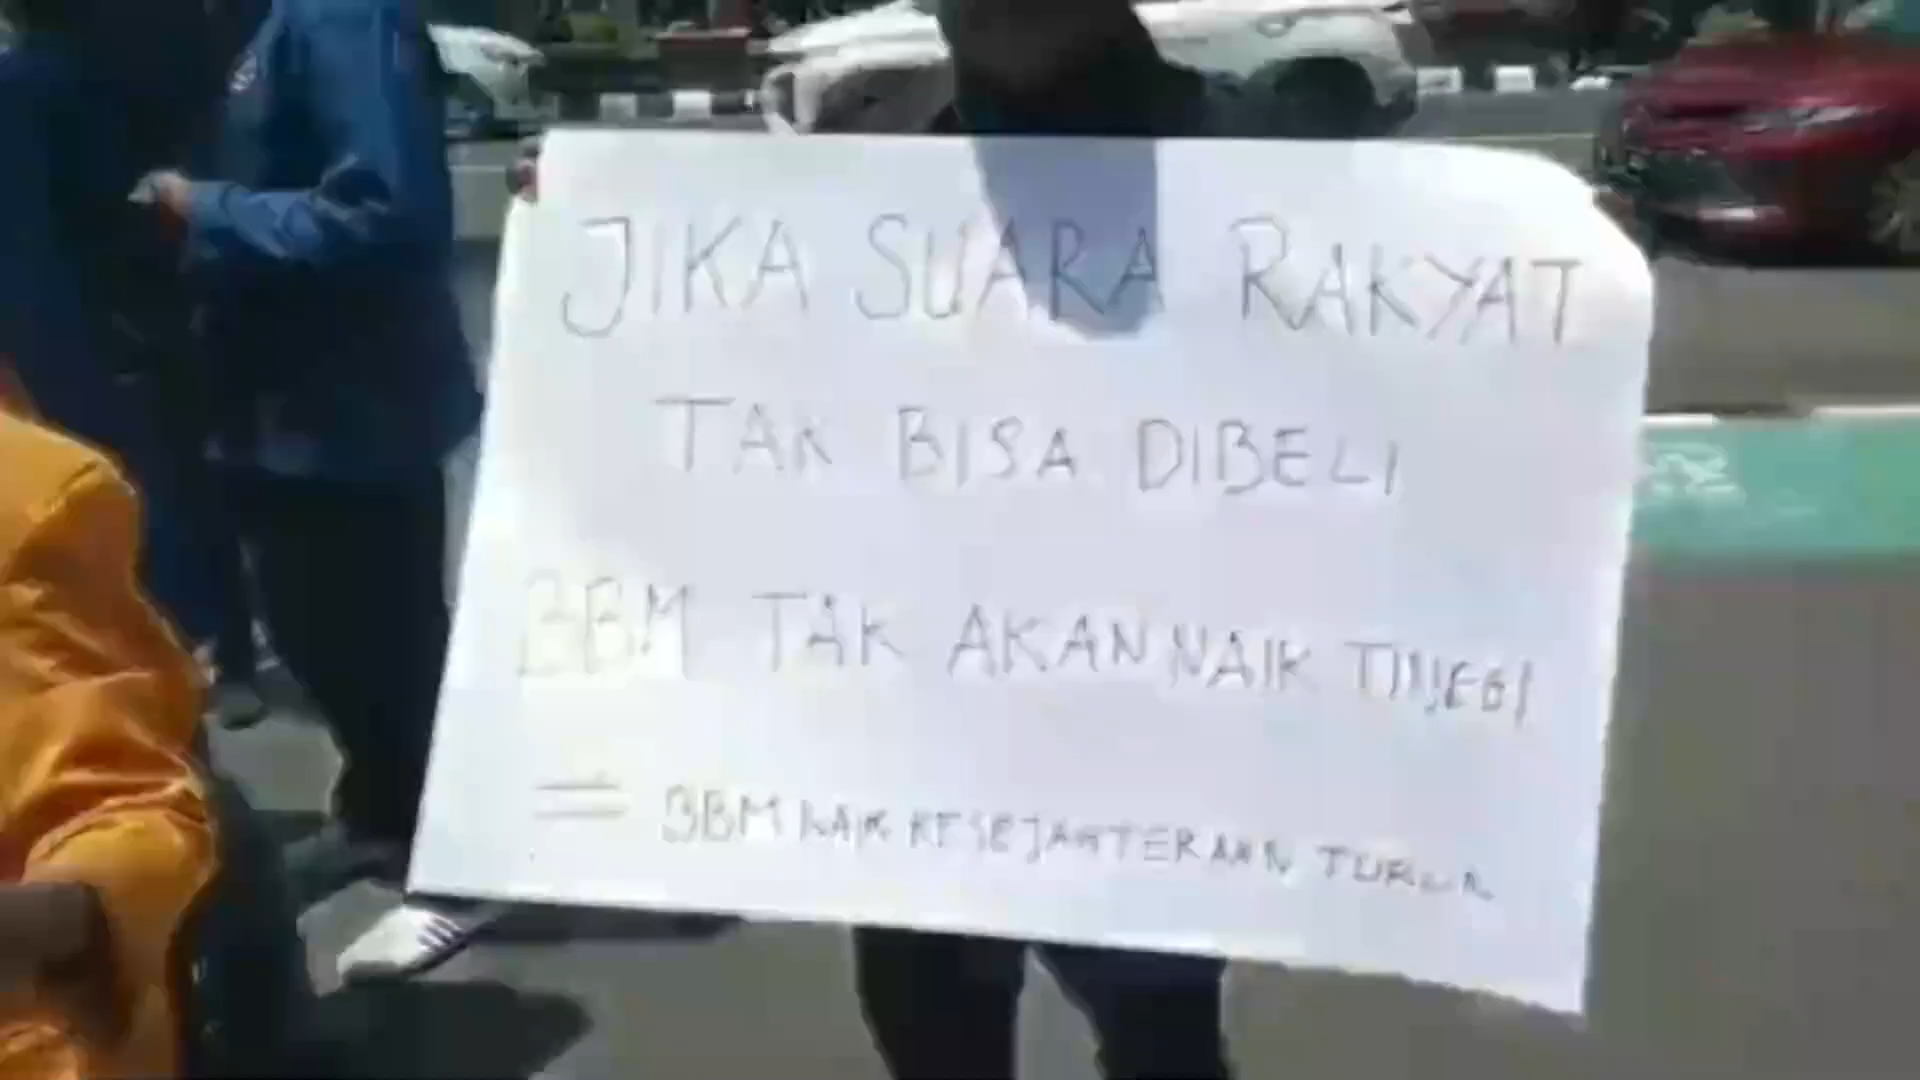 JIKA SUARA RAKYAT
TAK BISA DIBELI
BBM TAK AKAN NAIK TINGGI
= BBM NAIK KESEJAHTERAAN TURUN